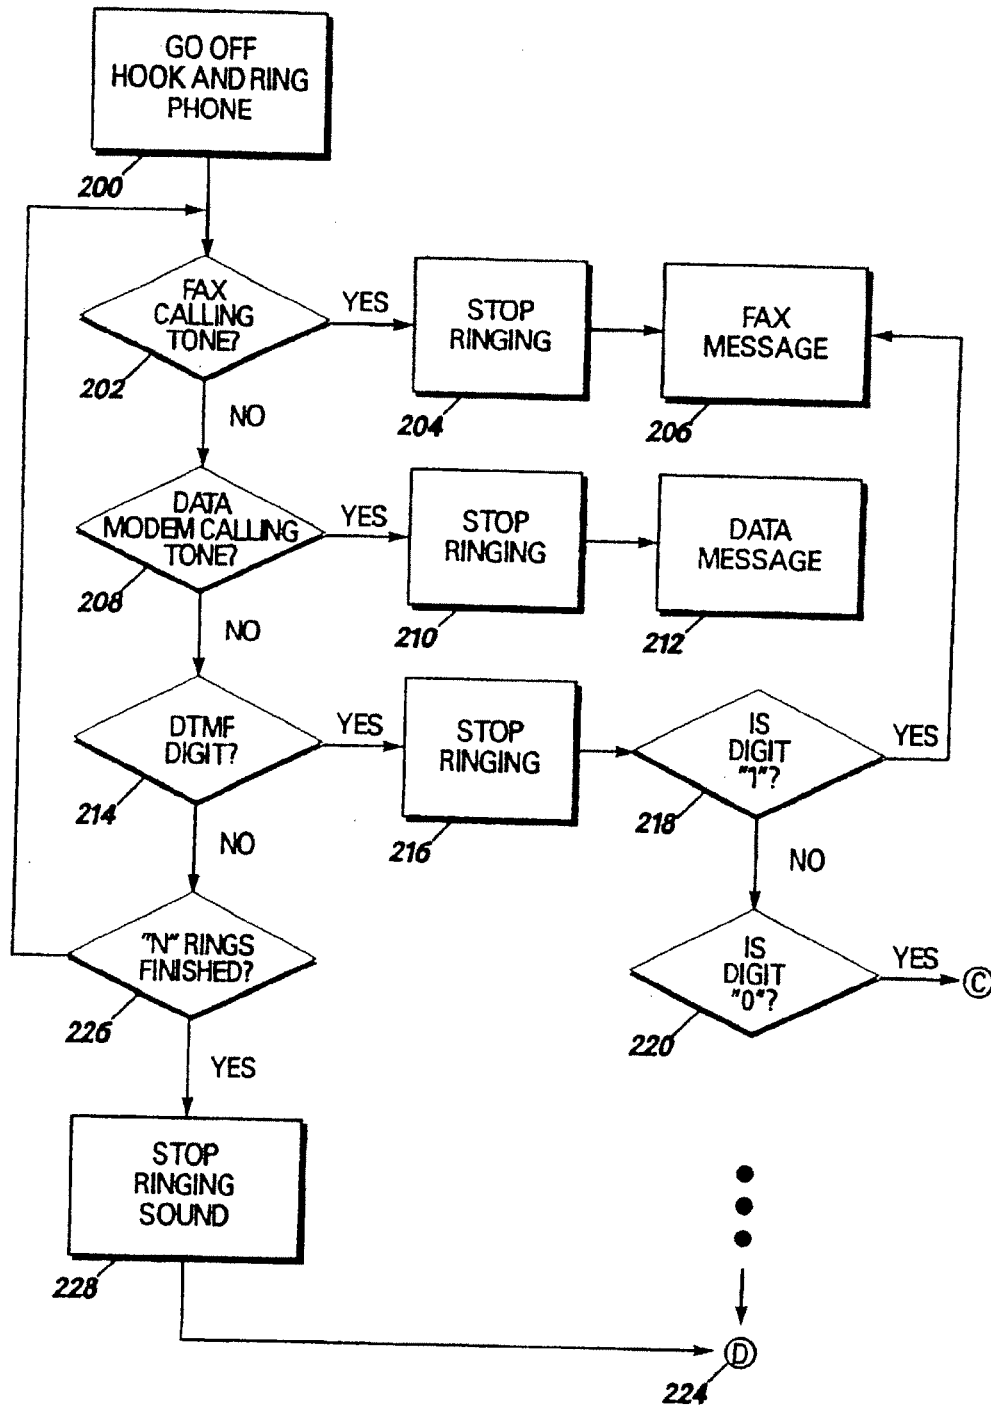 GO OFF
HOOK AND RING
PHONE
200
FAX
CALLING
TONE?
202
YES
STOP
RINGING
204
FAX
MESSAGE
206
NO
DATA
MODEM CALLING
TONE?
208
YES
STOP
RINGING
210
DATA
MESSAGE
212
NO
DTMF
DIGIT?
214
YES
STOP
RINGING
216
IS
DIGIT
"1"?
218
YES
NO
NO
"N" RINGS
FINISHED?
226
IS
DIGIT
"0"?
220
YES
C
YES
STOP
RINGING
SOUND
228
D
224